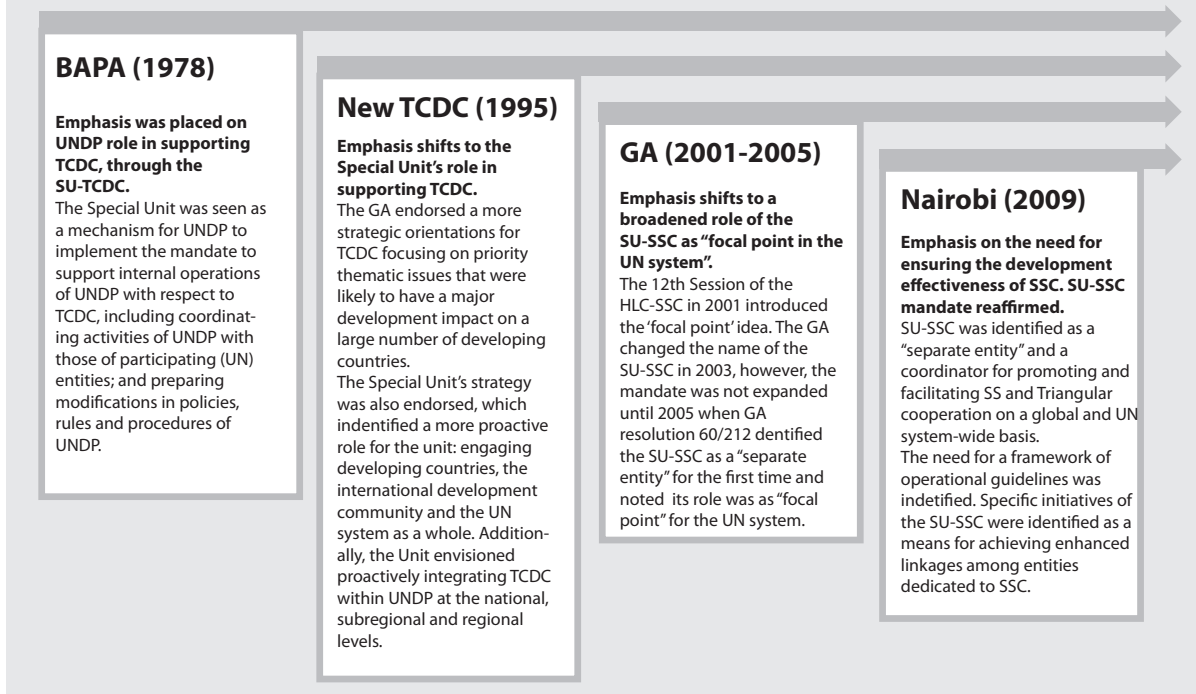 BAPA (1978)
Emphasis was placed on
UNDP role in supporting
TCDC, through the
SU-TCDC.
The Special Unit was seen as
a mechanism for UNDP to
implement the mandate to
support internal operations
of UNDP with respect to
TCDC, including coordinat-
ing activities of UNDP with
those of participating (UN)
entities; and preparing
modifications in policies,
rules and procedures of
UNDP.
New TCDC (1995)
Emphasis shifts to the
Special Unit's role in
supporting TCDC.
The GA endorsed a more
strategic orientations for
TCDC focusing on priority
thematic issues that were
likely to have a major
development impact on a
large number of developing
countries.
The Special Unit's strategy
was also endorsed, which
indentified a more proactive
role for the unit: engaging
developing countries, the
international development
community and the UN
system as a whole. Addition-
ally, the Unit envisioned
proactively integrating TCDC
within UNDP at the national,
subregional and regional
levels.
GA (2001-2005)
Emphasis shifts to a
broadened role of the
SU-SSC as "focal point in the
UN system".
The 12th Session of the
HLC-SSC in 2001 introduced
the 'focal point' idea. The GA
changed the name of the
SU-SSC in 2003, however, the
mandate was not expanded
until 2005 when GA
resolution 60/212 dentified
the SU-SSC as a "separate
entity" for the first time and
noted its role was as "focal
point" for the UN system.
Nairobi (2009)
Emphasis on the need for
ensuring the development
effectiveness of SSC. SU-SSC
mandate reaffirmed.
SU-SSC was identified as a
"separate entity" and a
coordinator for promoting and
facilitating SS and Triangular
cooperation on a global and UN
system-wide basis.
The need for a framework of
operational guidelines was
indetified. Specific initiatives of
the SU-SSC were identified as a
means for achieving enhanced
linkages among entities
dedicated to SSC.